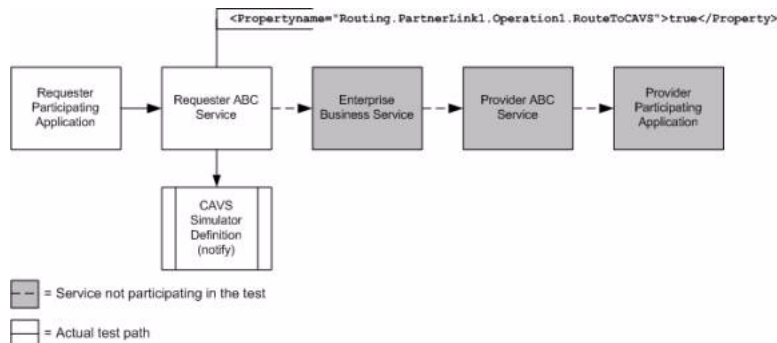 <Propertyname="Routing.PartnerLink1.Operation1.RouteToCAVS">true</Property>
Requester
Participating
Application
Requester ABC
Service
Enterprise
Business Service
Provider ABC
Service
Provider
Participating
Application
CAVS
Simulator
Definition
(notify)
= Service not participating in the test
= Actual test path